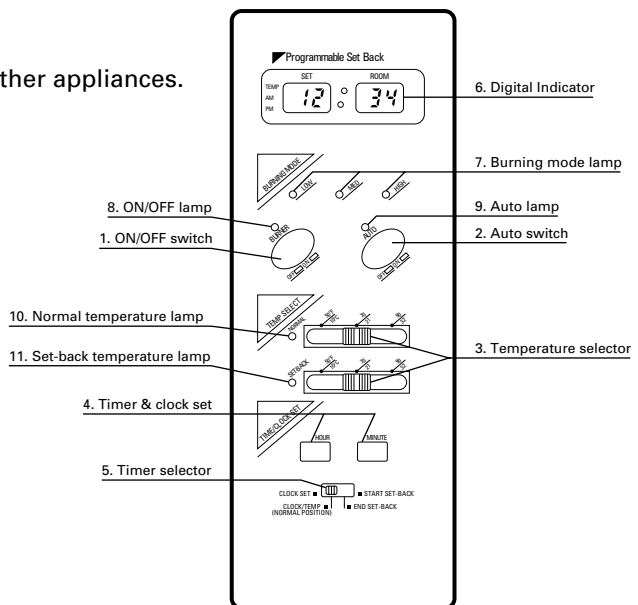 ther appliances.
Programmable Set Back
SET ROOM
TEMP
AM
PM
12 : 34
6. Digital Indicator
BURNING MODE
LOW MED HIGH
7. Burning mode lamp
8. ON/OFF lamp
9. Auto lamp
BURNER AUTO
1. ON/OFF switch
2. Auto switch
OFF ON OFF ON
TEMP SELECT
10. Normal temperature lamp
NORMAL
3. Temperature selector
11. Set-back temperature lamp
SET-BACK
4. Timer & clock set
TIME/CLOCK SET
HOUR MINUTE
5. Timer selector
CLOCK SET START SET-BACK
CLOCK/TEMP END SET-BACK
(NORMAL POSITION)